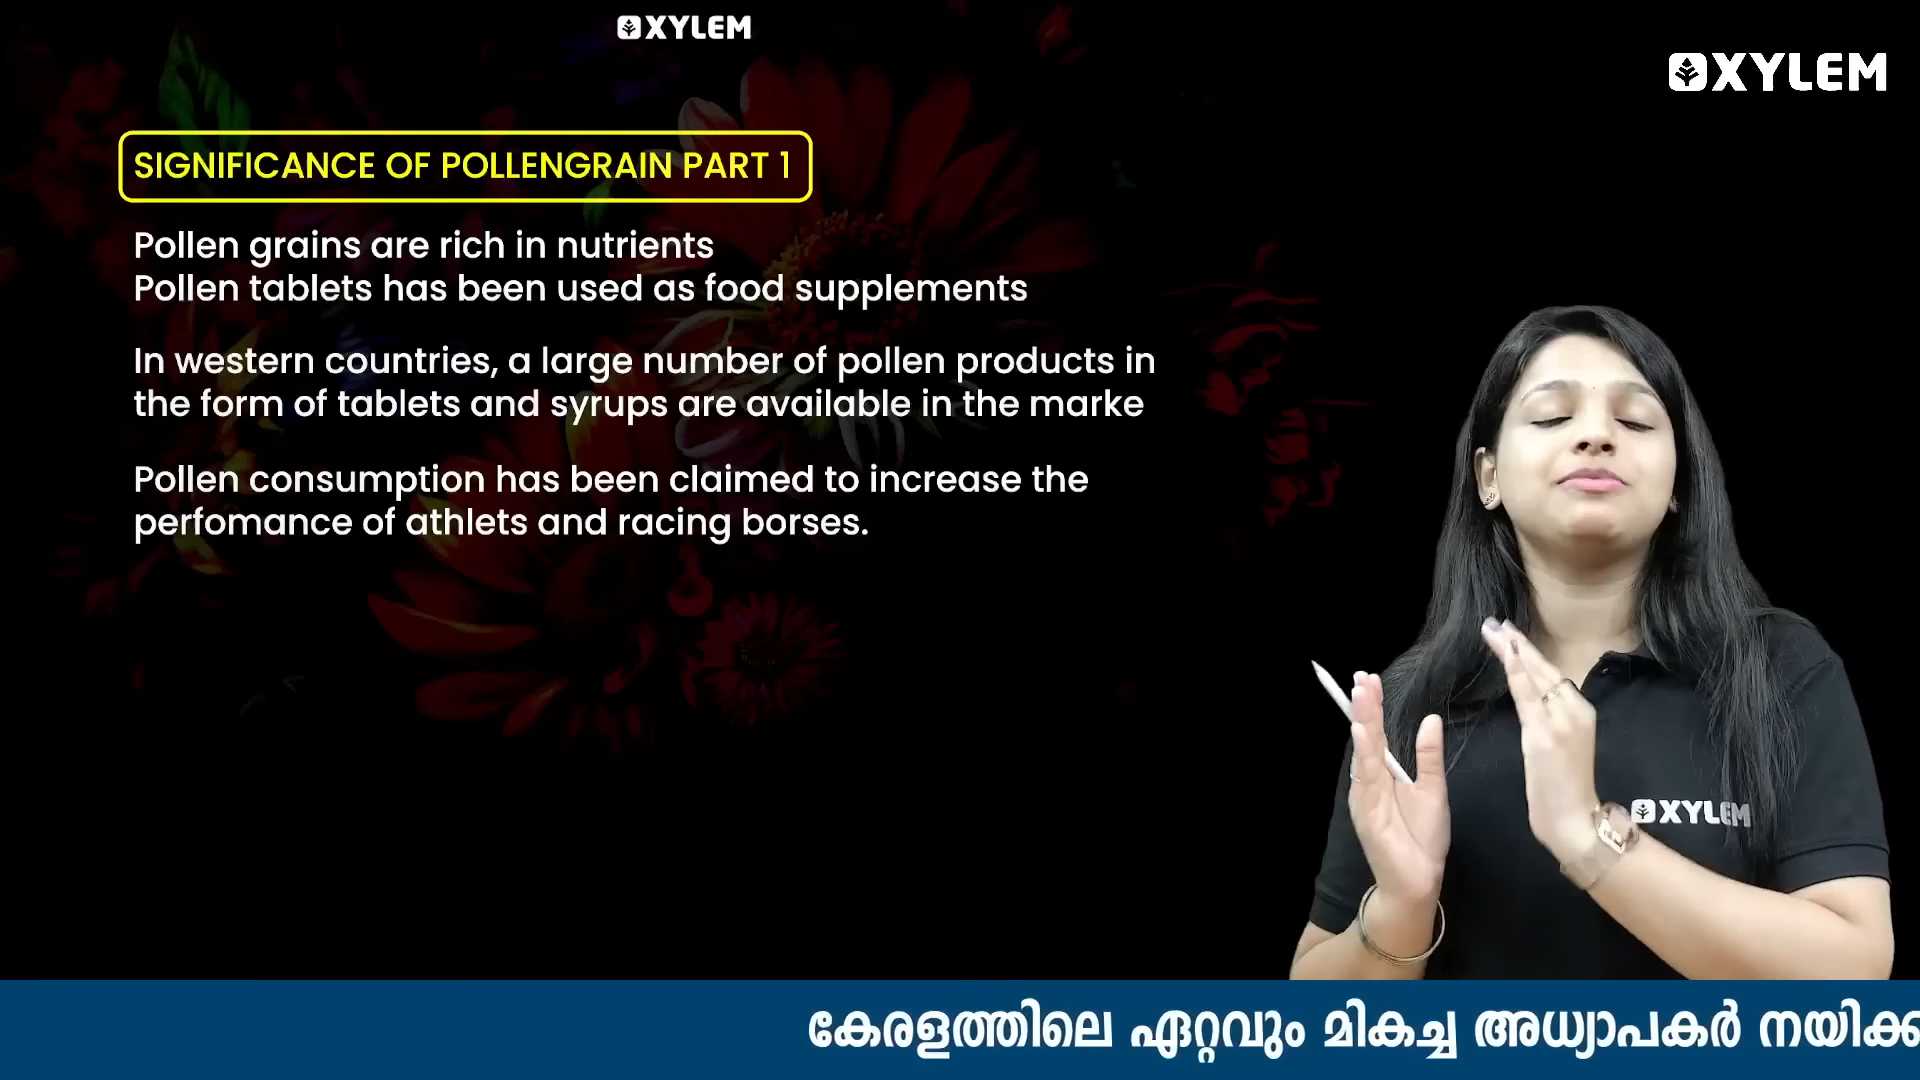 XYLEM
XYLEM
SIGNIFICANCE OF POLLENGRAIN PART 1
Pollen grains are rich in nutrients
Pollen tablets has been used as food supplements
In western countries, a large number of pollen products in
the form of tablets and syrups are available in the marke
Pollen consumption has been claimed to increase the
perfomance of athlets and racing borses.
XYLEM
കേരളത്തിലെ ഏറ്റവും മികച്ച അധ്യാപകർ നയിക്ക